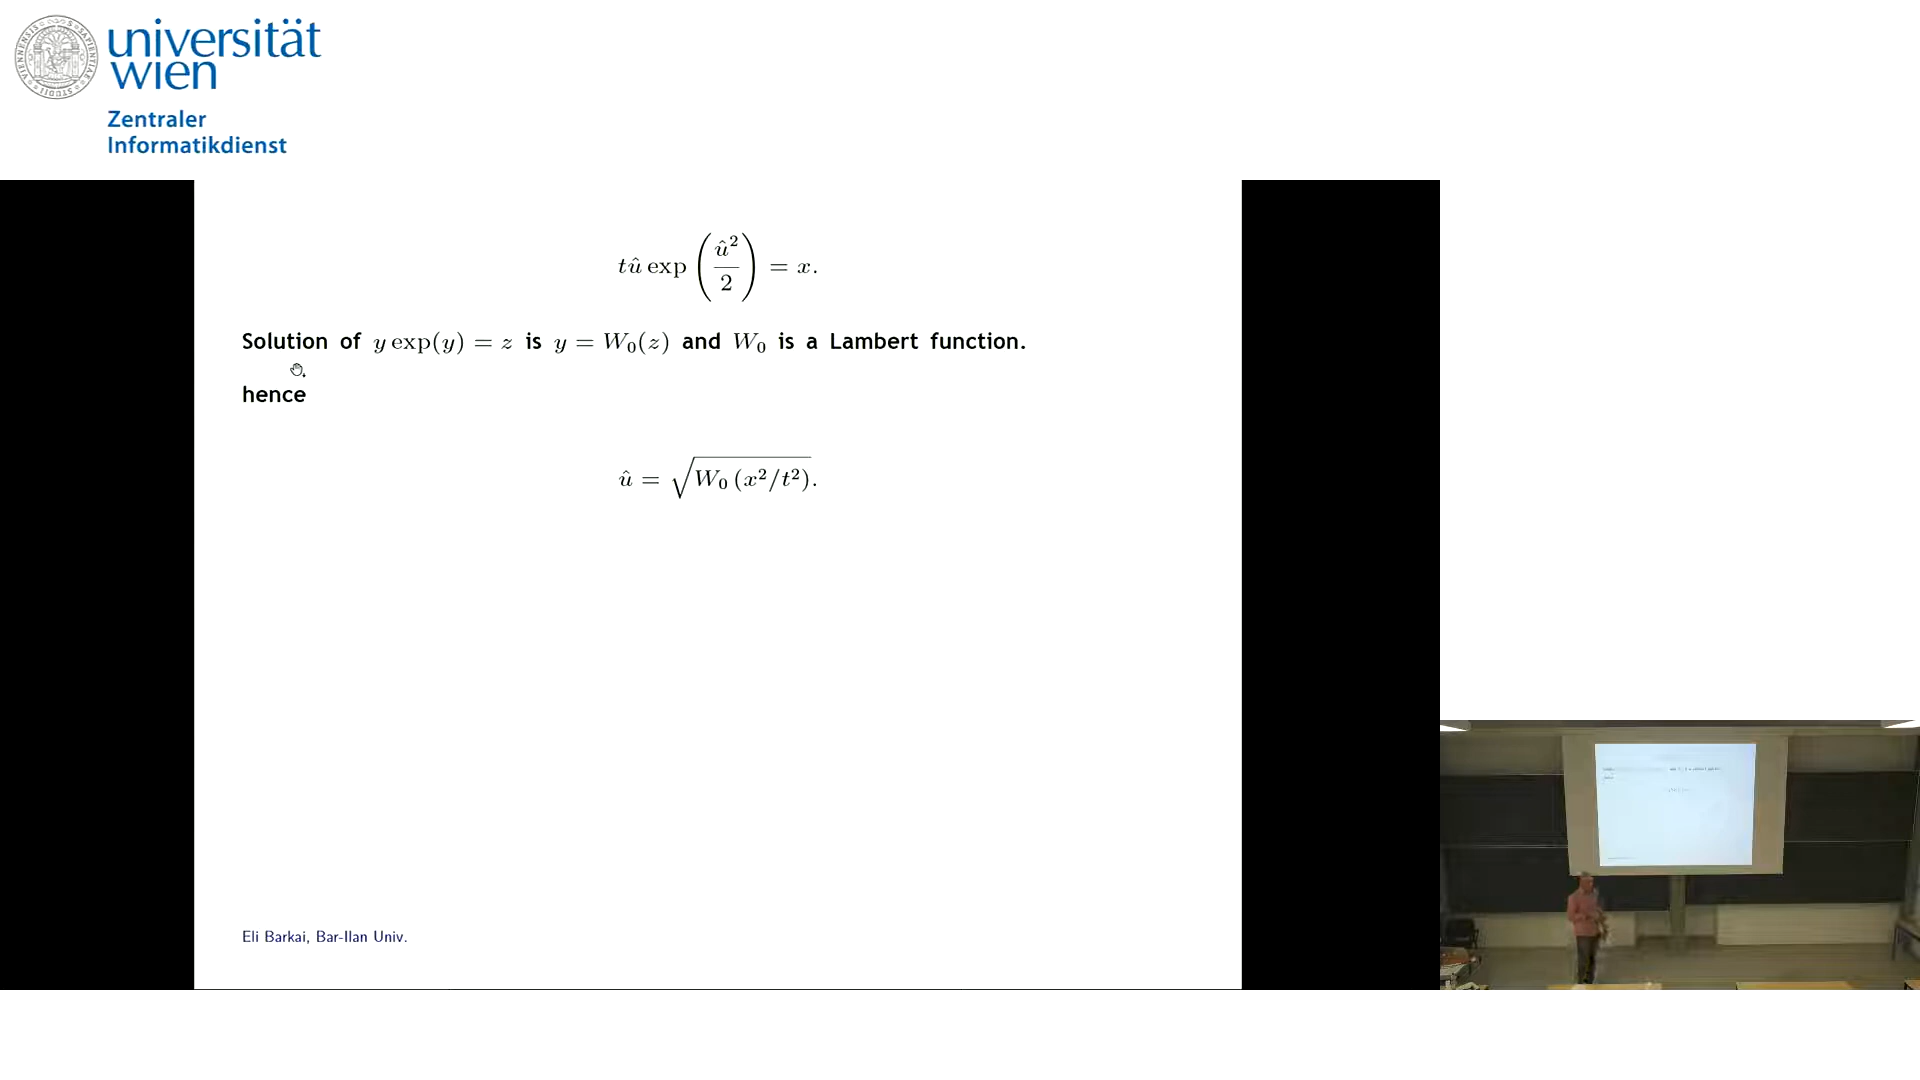 universität
wien
Zentraler
Informatikdienst
tû exp(û²/2) = x.
Solution of y exp(y) = z is y = W₀(z) and W₀ is a Lambert function.
hence
û = √(W₀ (x²/t²)).
Eli Barkai, Bar-Ilan Univ.